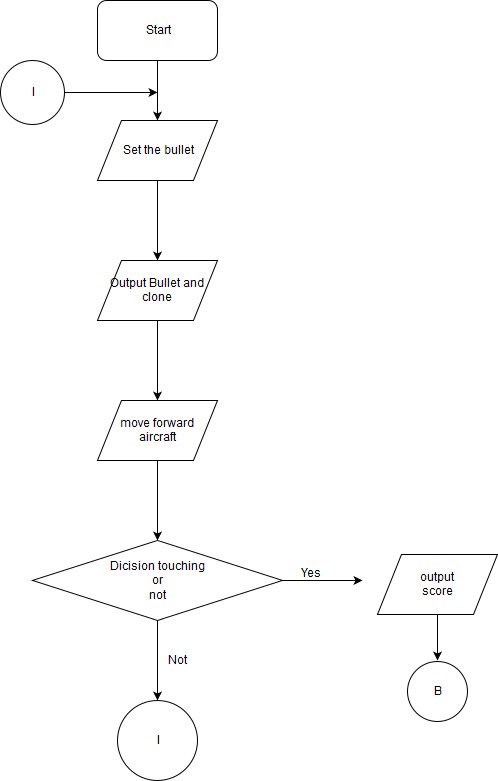 Start
I
Set the bullet
Output Bullet and
clone
move forward
aircraft
Dicision touching
or
not
Yes
output
score
Not
B
I